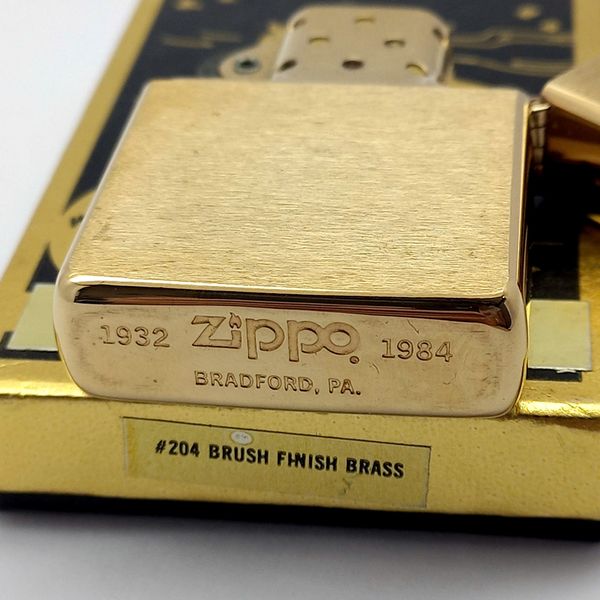 1932 Zippo 1984
BRADFORD, PA.
#204 BRUSH FINISH BRASS